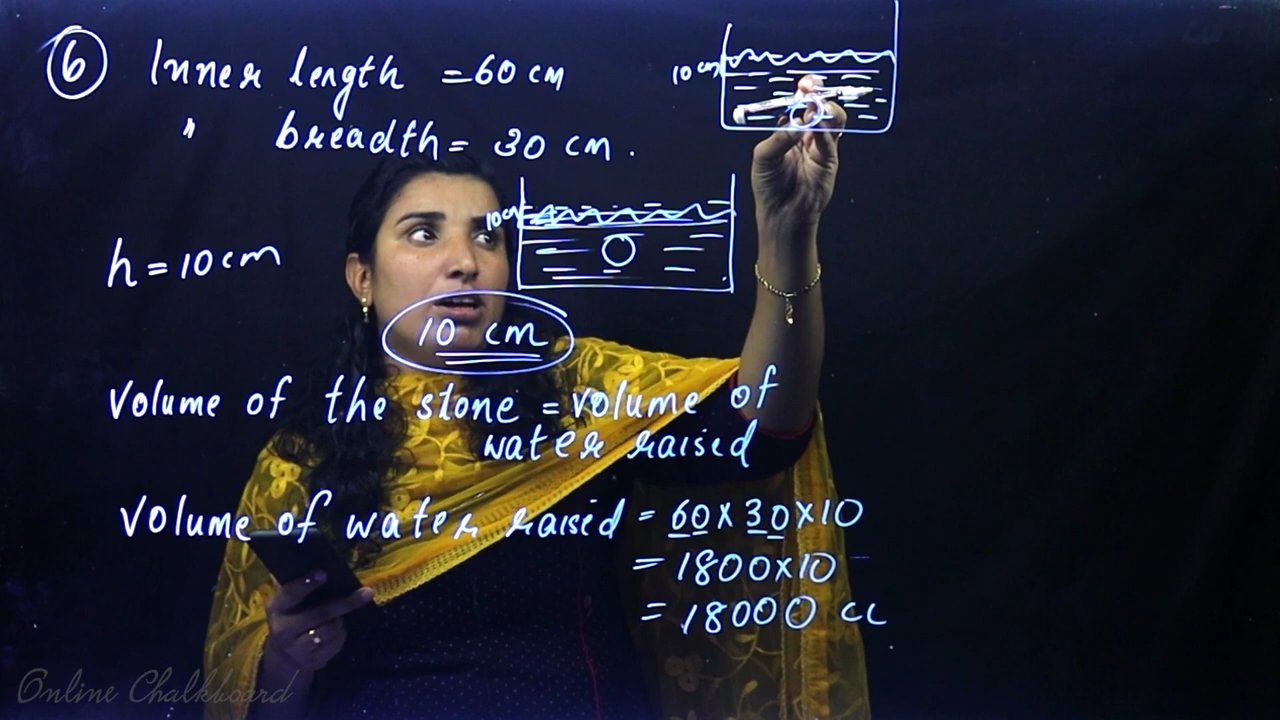 6 Inner length = 60 cm
" breadth = 30 cm.
10 cm
10 cm
h = 10 cm
10 cm
Volume of the stone = volume of
water raised
Volume of water raised = 60 x 30 x 10
= 1800 x 10
= 18000 cc
Online Chalkboard